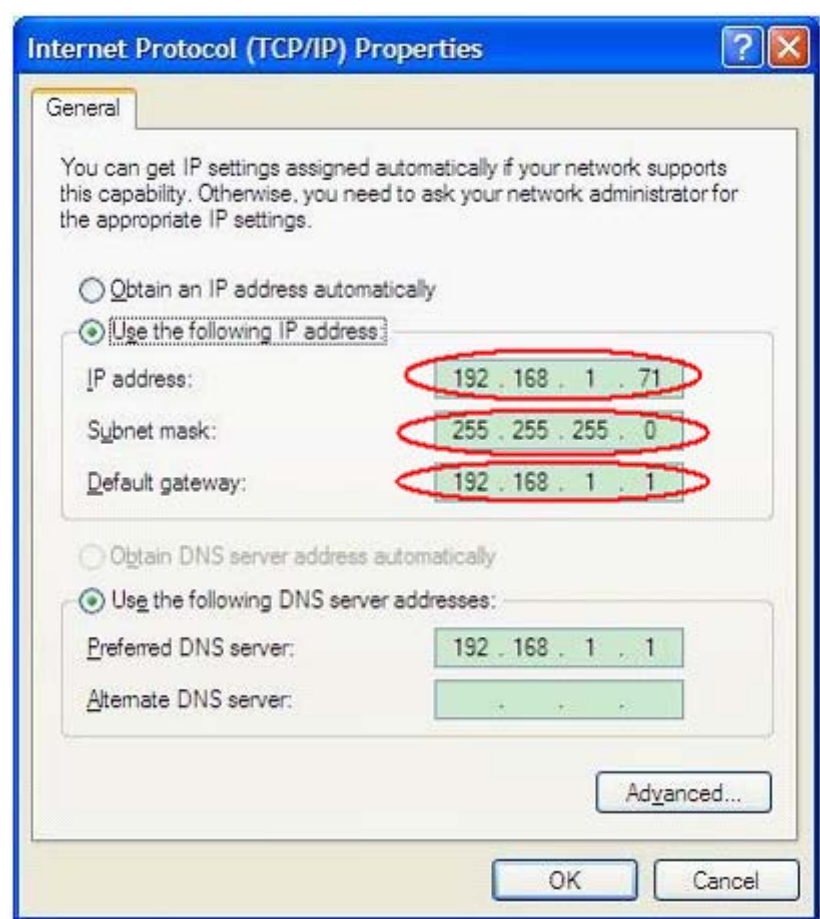 Internet Protocol (TCP/IP) Properties
General
You can get IP settings assigned automatically if your network supports
this capability. Otherwise, you need to ask your network administrator for
the appropriate IP settings.
Obtain an IP address automatically
Use the following IP address:
IP address: 192 . 168 . 1 . 71
Subnet mask: 255 . 255 . 255 . 0
Default gateway: 192 . 168 . 1 . 1
Obtain DNS server address automatically
Use the following DNS server addresses:
Preferred DNS server: 192 . 168 . 1 . 1
Alternate DNS server: . . .
Advanced...
OK Cancel